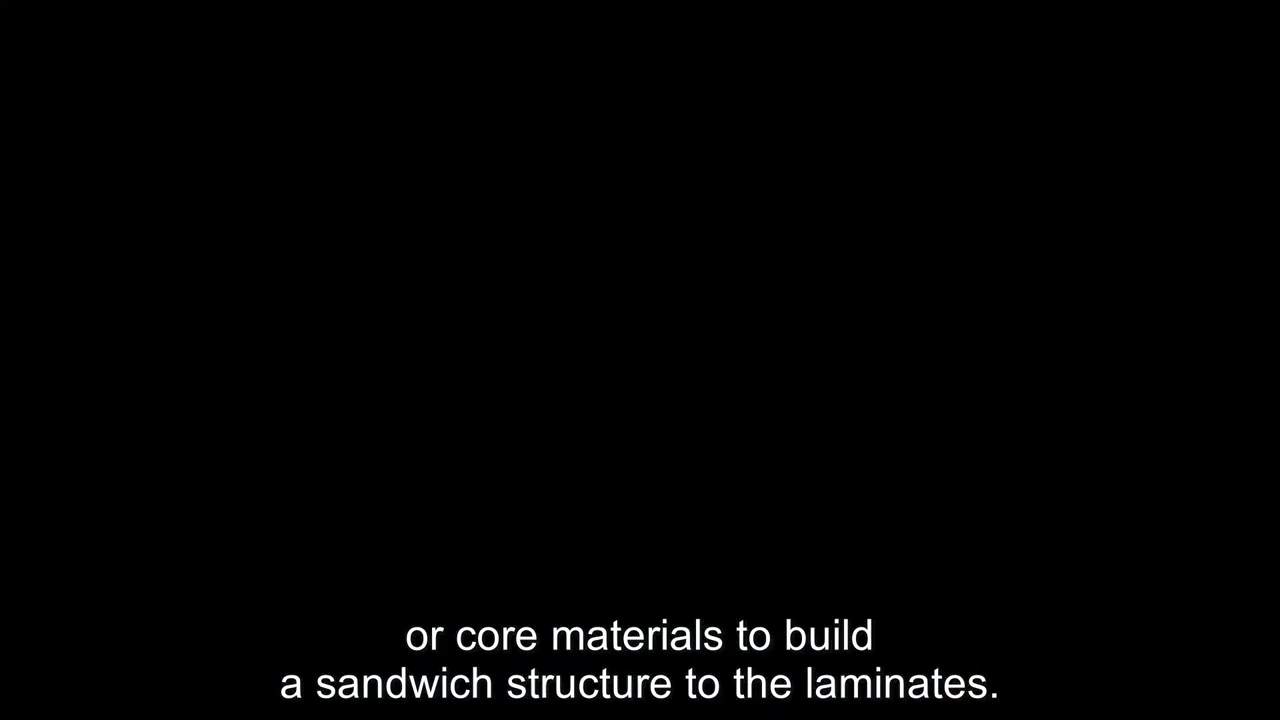 or core materials to build
a sandwich structure to the laminates.